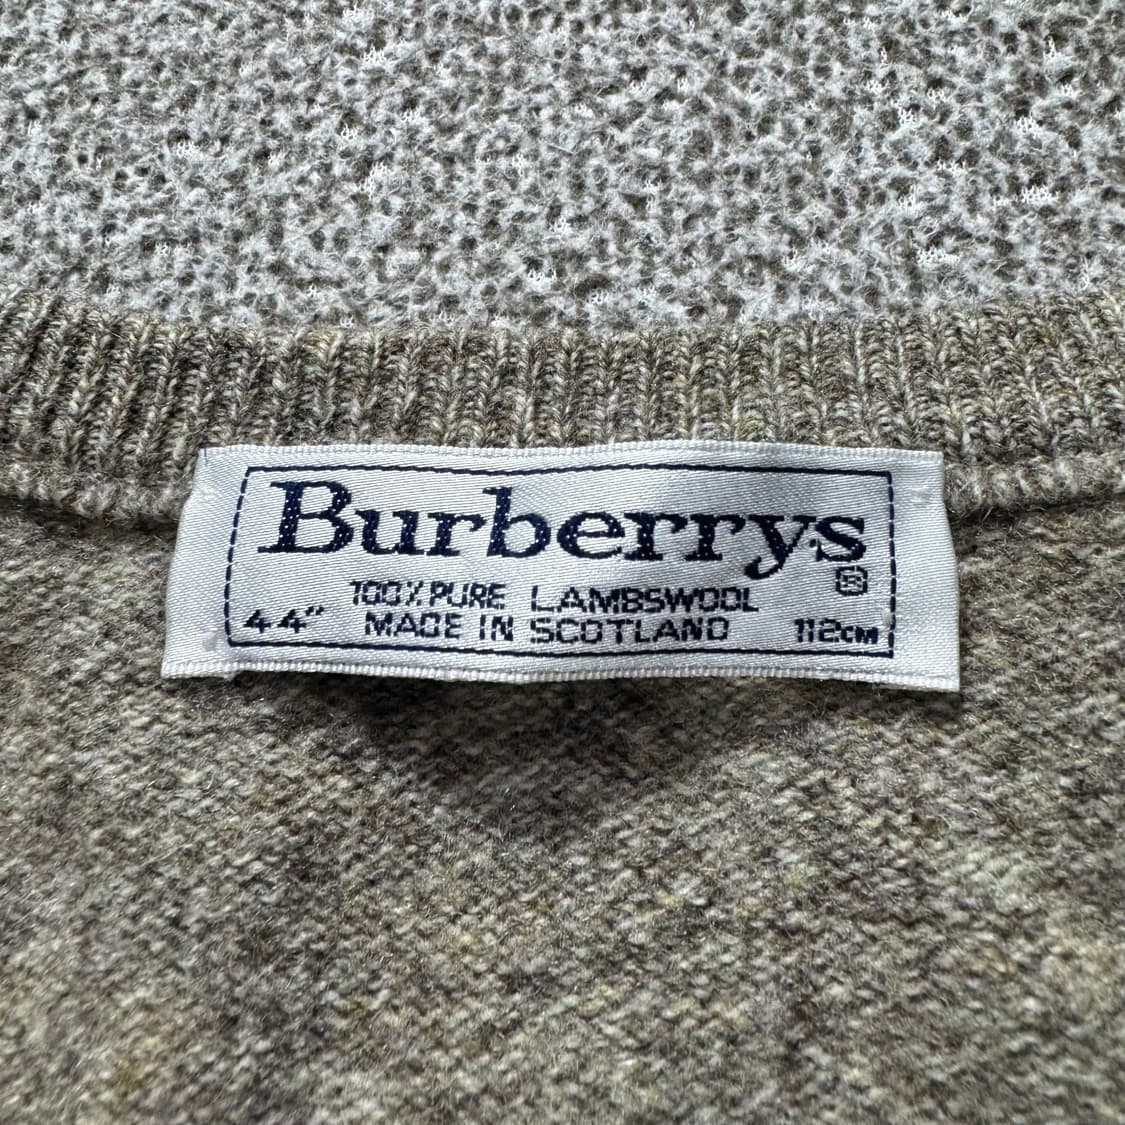 Burberrys
®
100% PURE LAMBSWOOL
44" MADE IN SCOTLAND 112CM